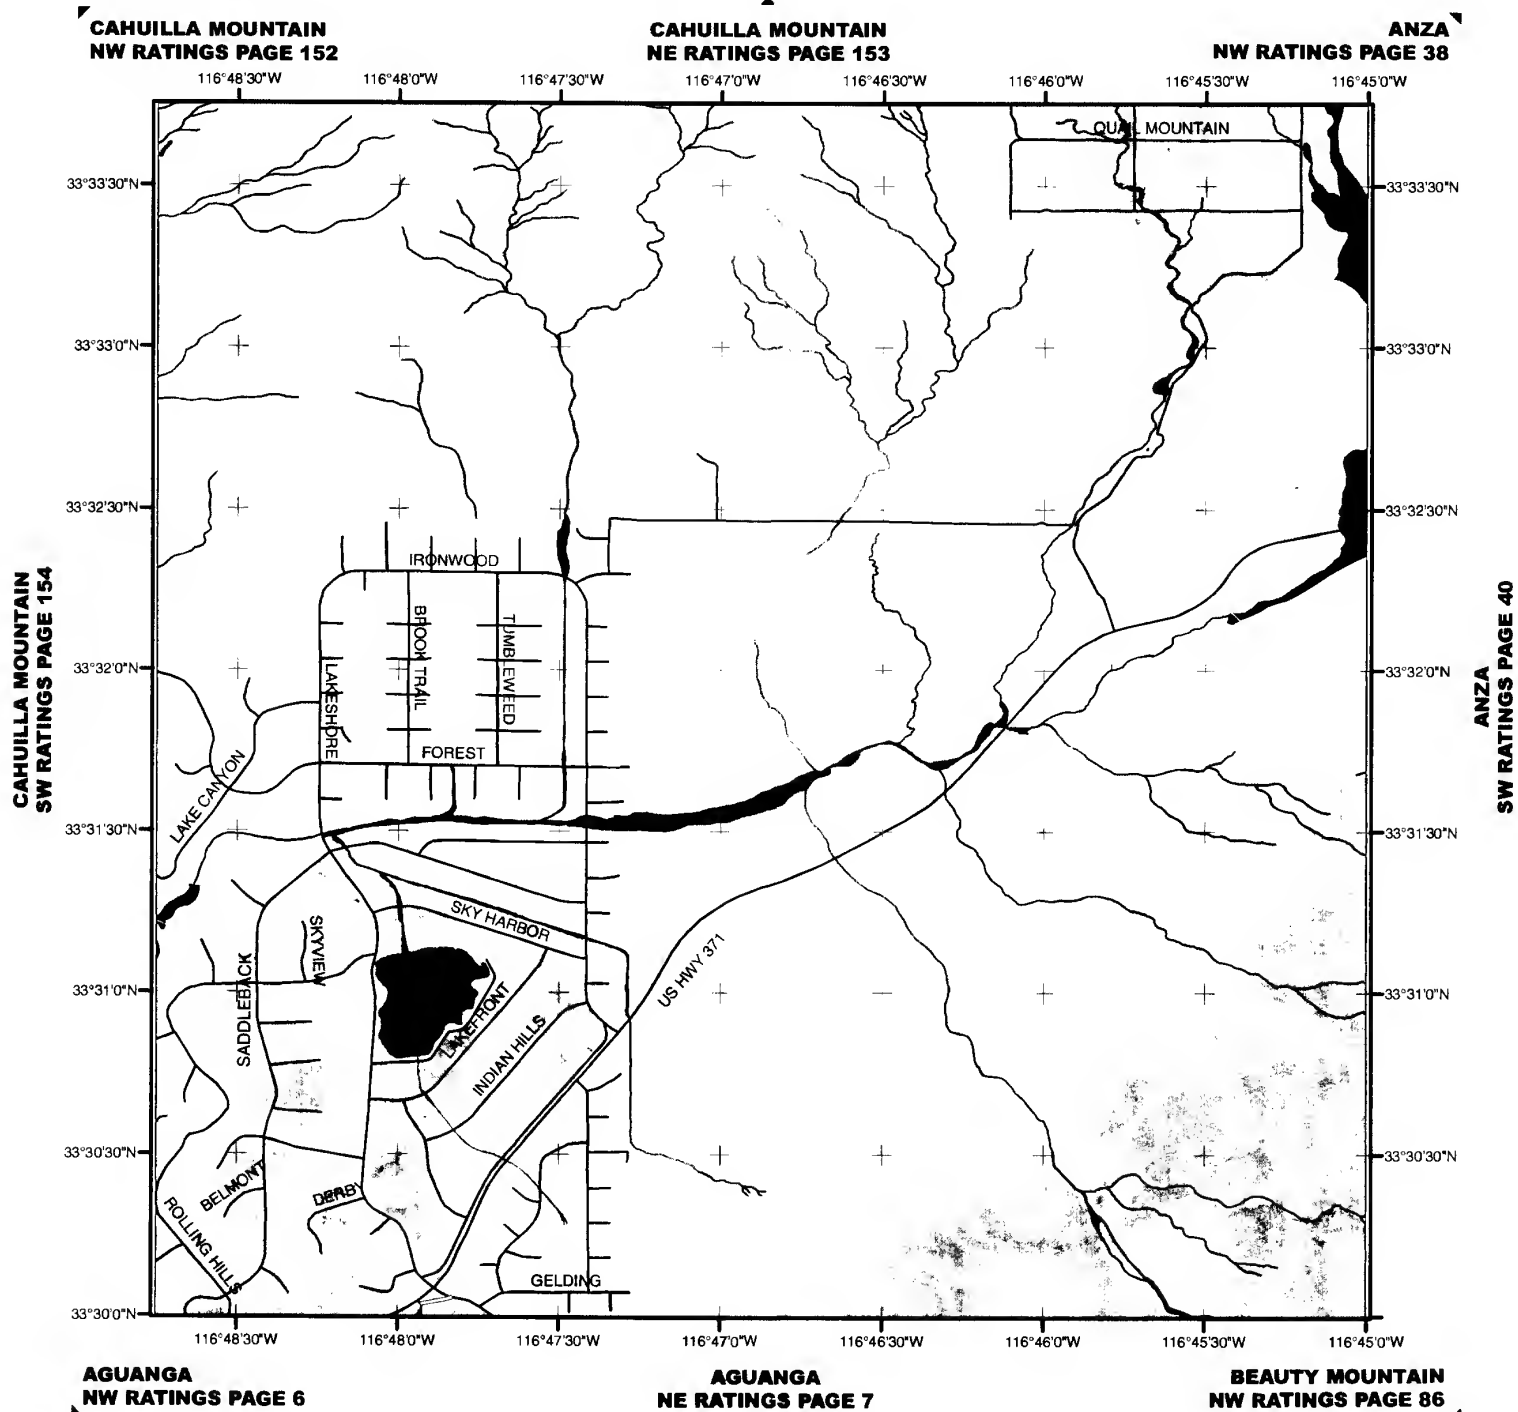 CAHUILLA MOUNTAIN
NW RATINGS PAGE 152
CAHUILLA MOUNTAIN
NE RATINGS PAGE 153
ANZA
NW RATINGS PAGE 38
116°48'30"W
116°48'0"W
116°47'30"W
116°47'0"W
116°46'30"W
116°46'0"W
116°45'30"W
116°45'0"W
QUAIL MOUNTAIN
33°33'30"N
33°33'30"N
33°33'0"N
33°33'0"N
33°32'30"N
33°32'30"N
IRONWOOD
BROOK TRAIL
TUMBLEWEED
CAHUILLA MOUNTAIN
SW RATINGS PAGE 154
ANZA
SW RATINGS PAGE 40
33°32'0"N
33°32'0"N
LAKESHORE
FOREST
LAKE CANYON
33°31'30"N
33°31'30"N
SKY HARBOR
SKYVIEW
SADDLEBACK
US HWY 371
33°31'0"N
33°31'0"N
LAKEFRONT
INDIAN HILLS
33°30'30"N
33°30'30"N
BELMONT
DERBY
ROLLING HILLS
GELDING
33°30'0"N
116°48'30"W
116°48'0"W
116°47'30"W
116°47'0"W
116°46'30"W
116°46'0"W
116°45'30"W
116°45'0"W
AGUANGA
NW RATINGS PAGE 6
AGUANGA
NE RATINGS PAGE 7
BEAUTY MOUNTAIN
NW RATINGS PAGE 86